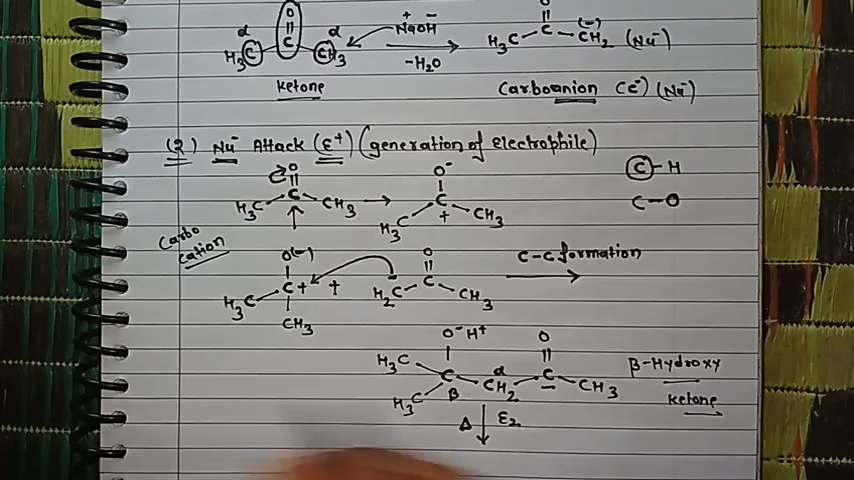 O
α || α + − O
C NaOH || (−)
H3C CH3 C
−H2O H3C CH2 (Nu−)
ketone Carboanion (C−) (Nu−)
(2) Nu− Attack (E+) (generation of Electrophile)
O O− C−H
|| |
C C C−O
H3C CH3 H3C + CH3
Carbo
cation O(−) O C−C formation
| ||
C+ + − C
H3C | H2C CH3
CH3
O− H+ O
| || β-Hydroxy
H3C C α C ketone
H3C β CH2 CH3
Δ E2